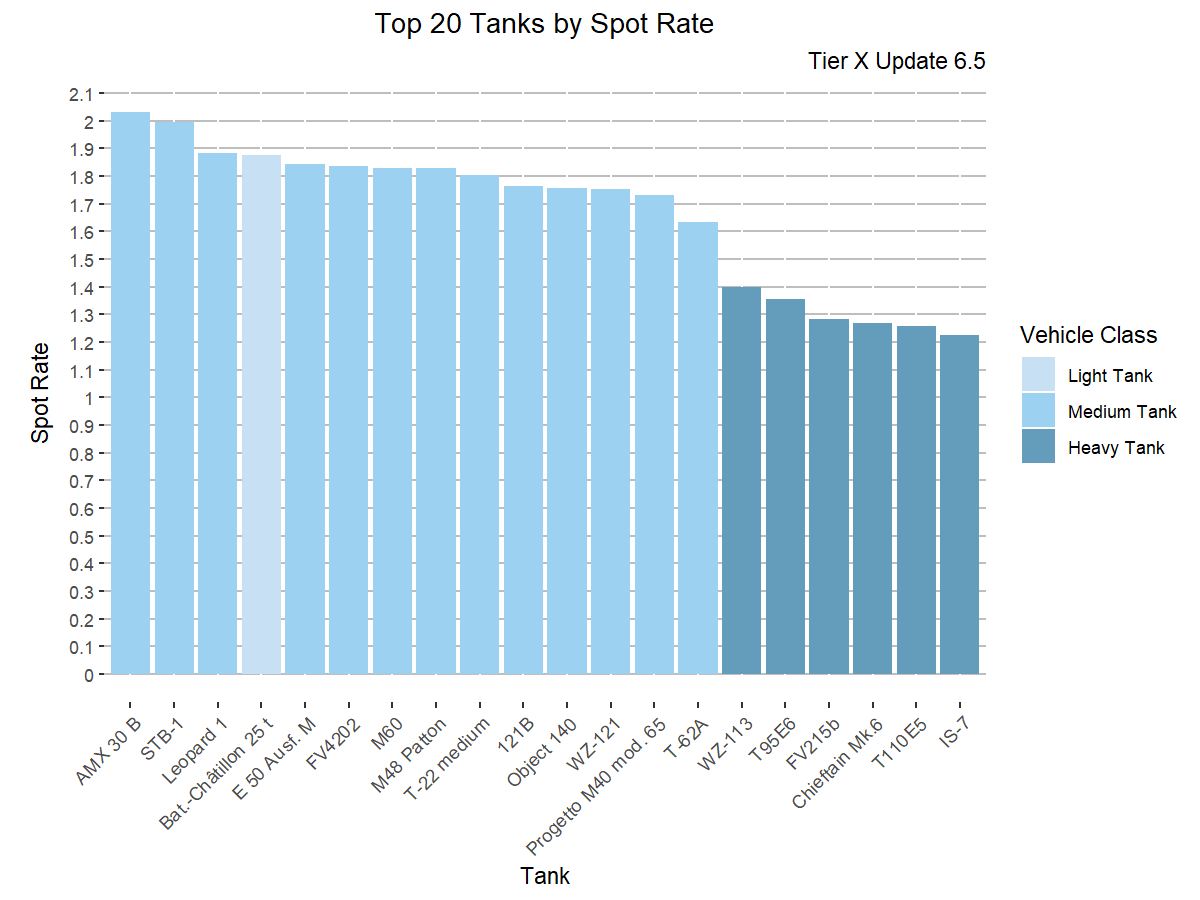 Top 20 Tanks by Spot Rate
Tier X Update 6.5
2.1
2
1.9
1.8
1.7
1.6
1.5
1.4
1.3
1.2
1.1
1
0.9
0.8
0.7
0.6
0.5
0.4
0.3
0.2
0.1
0
Spot Rate
AMX 30 B
STB-1
Leopard 1
Bat.-Châtillon 25 t
E 50 Ausf. M
FV4202
M60
M48 Patton
T-22 medium
121B
Object 140
WZ-121
Progetto M40 mod. 65
T-62A
WZ-113
T95E6
FV215b
Chieftain Mk.6
T110E5
IS-7
Tank
Vehicle Class
Light Tank
Medium Tank
Heavy Tank